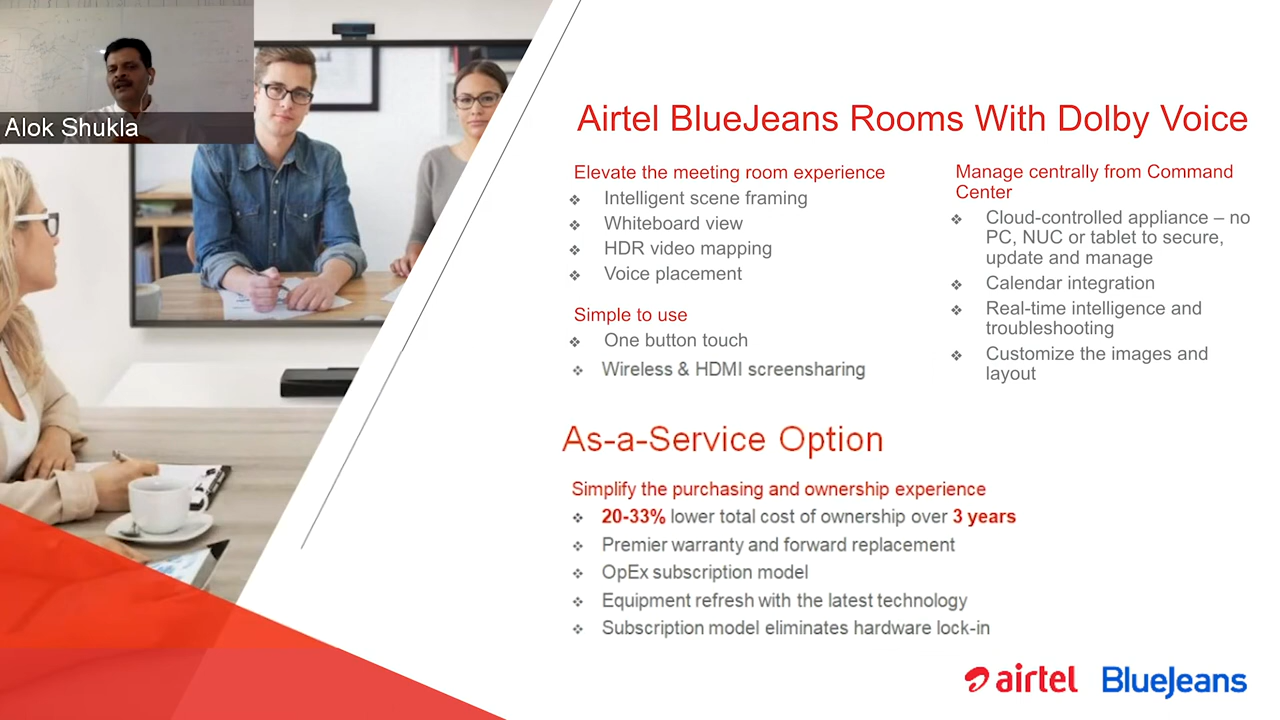 Alok Shukla
Airtel BlueJeans Rooms With Dolby Voice
Elevate the meeting room experience
❖ Intelligent scene framing
❖ Whiteboard view
❖ HDR video mapping
❖ Voice placement
Simple to use
❖ One button touch
❖ Wireless & HDMI screensharing
Manage centrally from Command
Center
❖ Cloud-controlled appliance – no
PC, NUC or tablet to secure,
update and manage
❖ Calendar integration
❖ Real-time intelligence and
troubleshooting
❖ Customize the images and
layout
As-a-Service Option
Simplify the purchasing and ownership experience
❖ 20-33% lower total cost of ownership over 3 years
❖ Premier warranty and forward replacement
❖ OpEx subscription model
❖ Equipment refresh with the latest technology
❖ Subscription model eliminates hardware lock-in
airtel BlueJeans